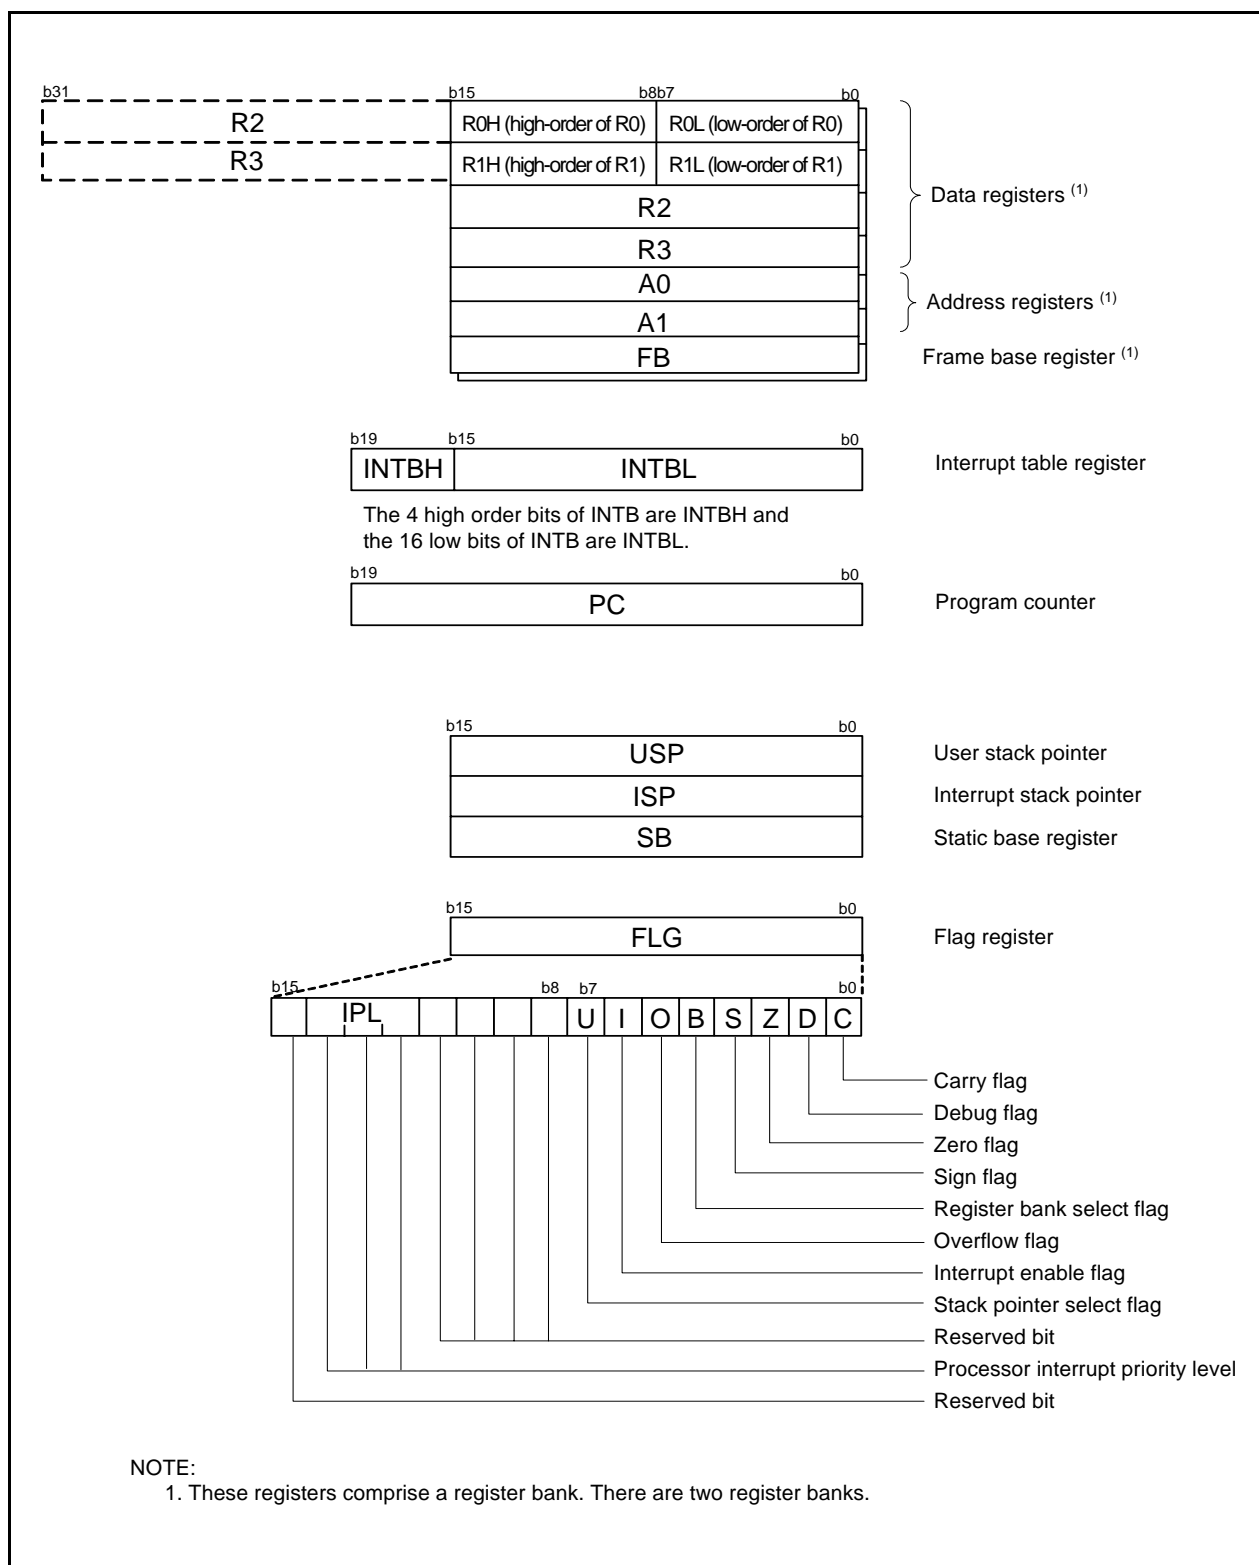 b31 b15 b8b7 b0
R2 R0H (high-order of R0) R0L (low-order of R0)
R3 R1H (high-order of R1) R1L (low-order of R1)
Data registers (1)
R2
R3
A0
Address registers (1)
A1
FB Frame base register (1)
b19 b15 b0
INTBH INTBL Interrupt table register
The 4 high order bits of INTB are INTBH and
the 16 low bits of INTB are INTBL.
b19 b0
PC Program counter
b15 b0
USP User stack pointer
ISP Interrupt stack pointer
SB Static base register
b15 b0
FLG Flag register
b15 b8 b7 b0
IPL U I O B S Z D C
Carry flag
Debug flag
Zero flag
Sign flag
Register bank select flag
Overflow flag
Interrupt enable flag
Stack pointer select flag
Reserved bit
Processor interrupt priority level
Reserved bit
NOTE:
1. These registers comprise a register bank. There are two register banks.